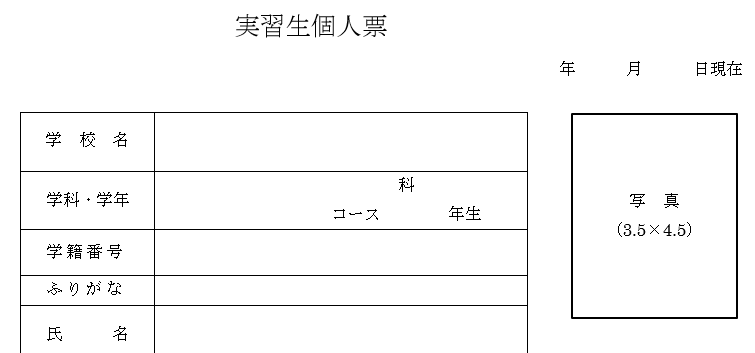 実習生個人票
年 月 日現在
学 校 名
学科・学年
科
コース 年生
学籍番号
ふりがな
氏 名
写 真
(3.5×4.5)